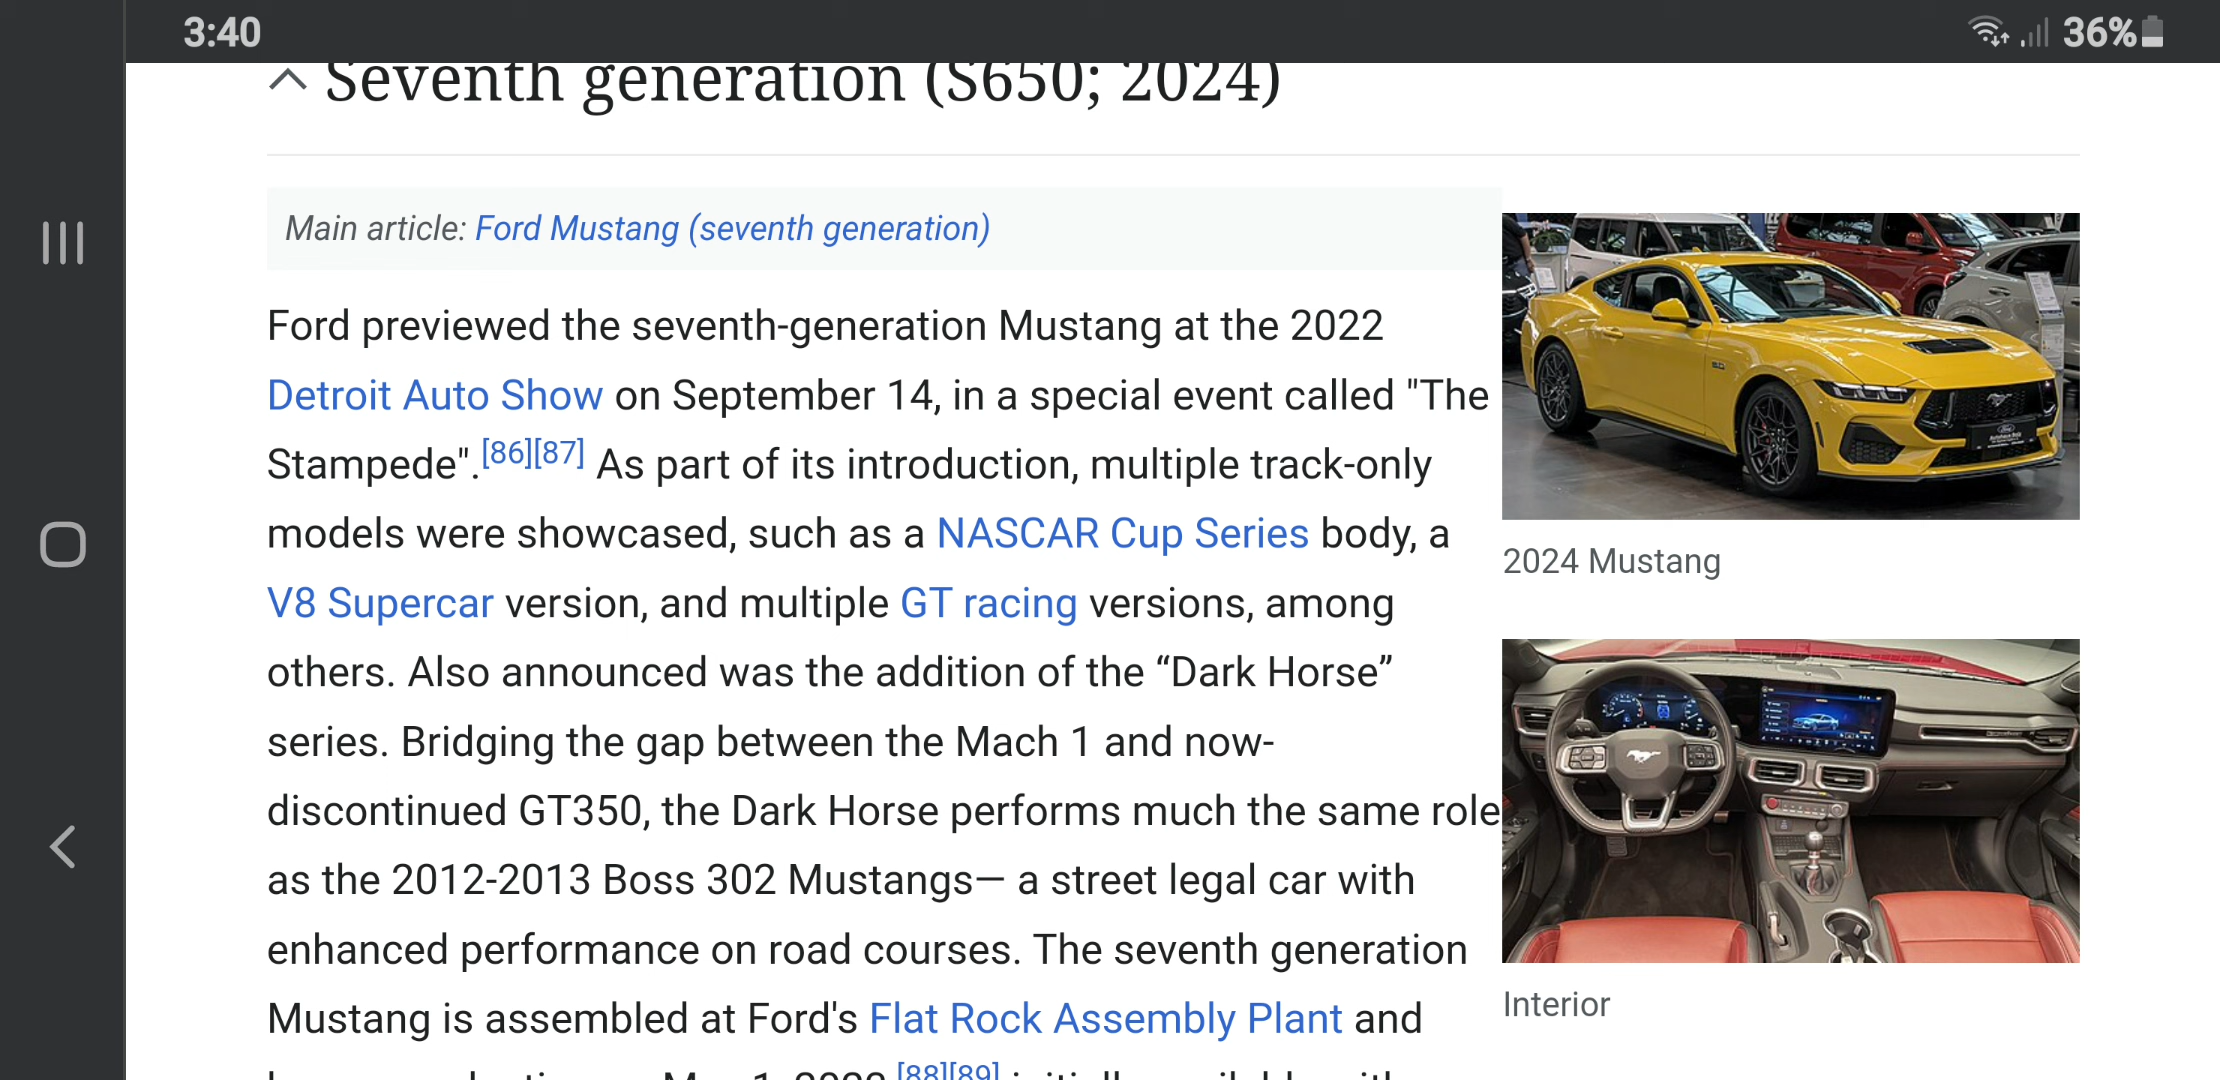 3:40
36%
Seventh generation (S650; 2024)
Main article: Ford Mustang (seventh generation)
Ford previewed the seventh-generation Mustang at the 2022
Detroit Auto Show on September 14, in a special event called "The
Stampede".[86][87] As part of its introduction, multiple track-only
models were showcased, such as a NASCAR Cup Series body, a
V8 Supercar version, and multiple GT racing versions, among
others. Also announced was the addition of the “Dark Horse”
series. Bridging the gap between the Mach 1 and now-
discontinued GT350, the Dark Horse performs much the same role
as the 2012-2013 Boss 302 Mustangs— a street legal car with
enhanced performance on road courses. The seventh generation
Mustang is assembled at Ford's Flat Rock Assembly Plant and
[88][89]
2024 Mustang
Interior